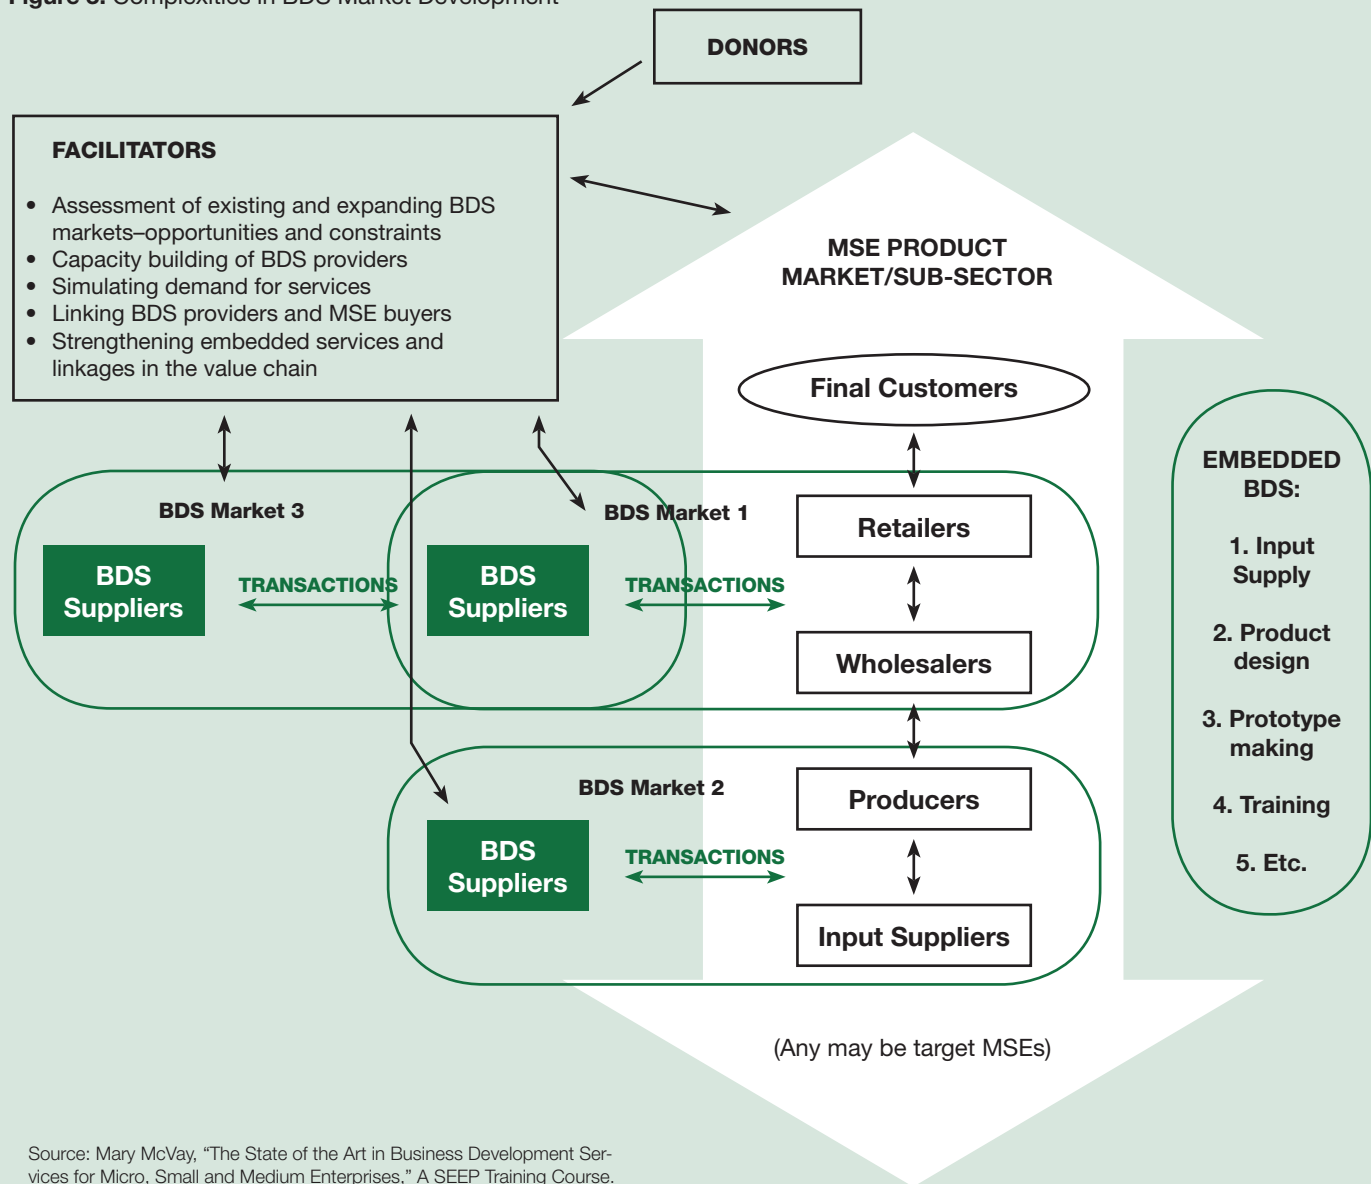 Complexities in BDS Market Development
DONORS
FACILITATORS
• Assessment of existing and expanding BDS
markets–opportunities and constraints
• Capacity building of BDS providers
• Simulating demand for services
• Linking BDS providers and MSE buyers
• Strengthening embedded services and
linkages in the value chain
MSE PRODUCT
MARKET/SUB-SECTOR
Final Customers
BDS Market 3
BDS Market 1
Retailers
BDS
Suppliers
TRANSACTIONS
BDS
Suppliers
TRANSACTIONS
Wholesalers
BDS Market 2
Producers
BDS
Suppliers
TRANSACTIONS
Input Suppliers
EMBEDDED
BDS:
1. Input
Supply
2. Product
design
3. Prototype
making
4. Training
5. Etc.
(Any may be target MSEs)
Source: Mary McVay, “The State of the Art in Business Development Ser-
vices for Micro, Small and Medium Enterprises,” A SEEP Training Course.